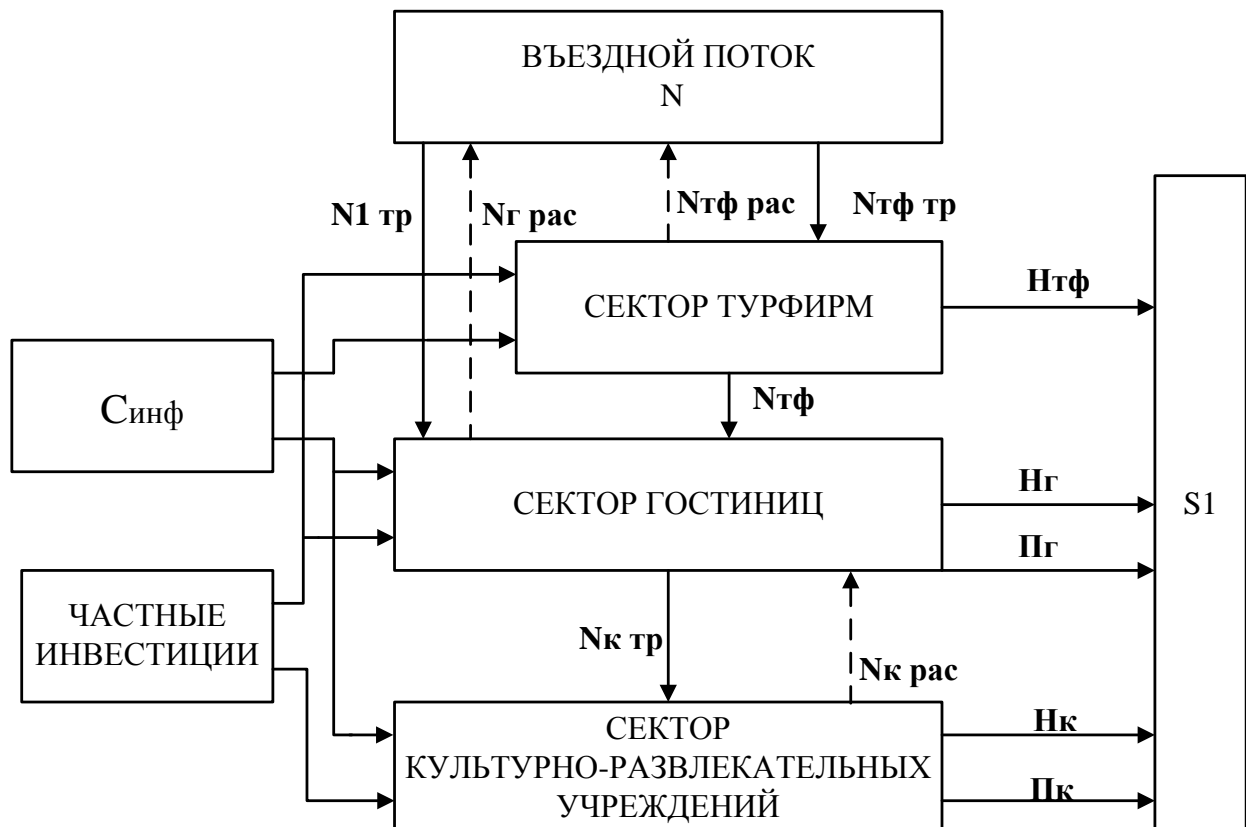 ВЪЕЗДНОЙ ПОТОК
N
N1 тр
Nг рас
Nтф рас
Nтф тр
СЕКТОР ТУРФИРМ
Нтф
Синф
Nтф
СЕКТОР ГОСТИНИЦ
Нг
Пг
S1
ЧАСТНЫЕ
ИНВЕСТИЦИИ
Nк тр
Nк рас
СЕКТОР
КУЛЬТУРНО-РАЗВЛЕКАТЕЛЬНЫХ
УЧРЕЖДЕНИЙ
Нк
Пк